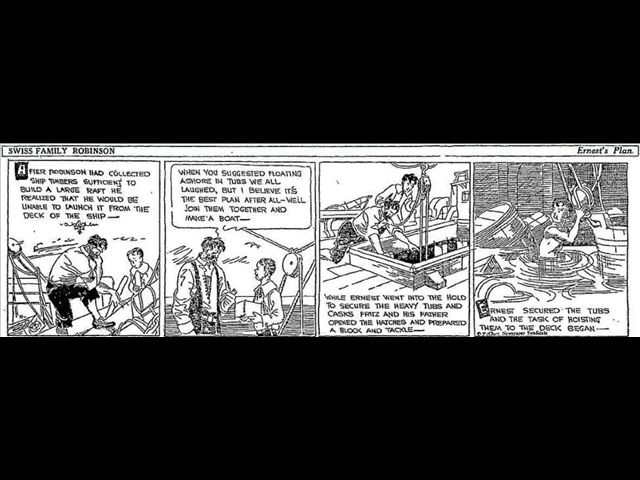 SWISS FAMILY ROBINSON
Ernest's Plan.
AFTER ROBINSON HAD COLLECTED
SHIP TIMBERS SUFFICIENT TO
BUILD A LARGE RAFT HE
REALIZED THAT HE WOULD BE
UNABLE TO LAUNCH IT FROM THE
DECK OF THE SHIP—
WHEN YOU SUGGESTED FLOATING
ASHORE IN TUBS WE ALL
LAUGHED, BUT I BELIEVE IT'S
THE BEST PLAN AFTER ALL—WE'LL
JOIN THEM TOGETHER AND
MAKE A BOAT—
WHILE ERNEST WENT INTO THE HOLD
TO SECURE THE HEAVY TUBS AND
CASKS FRITZ AND HIS FATHER
OPENED THE HATCHES AND PREPARED
A BLOCK AND TACKLE—
ERNEST SECURED THE TUBS
AND THE TASK OF HOISTING
THEM TO THE DECK BEGAN—
Newspaper Syndicate